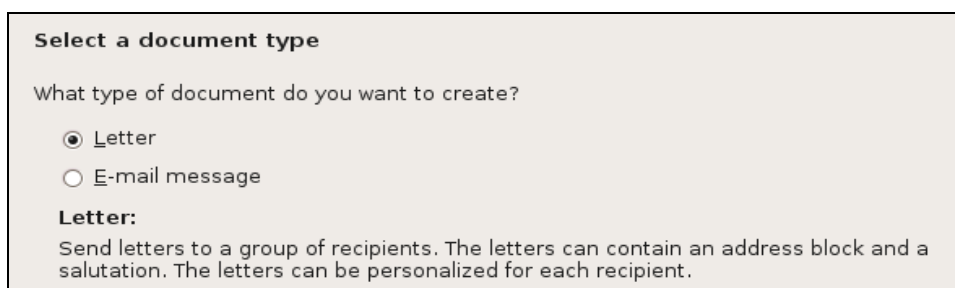 Select a document type
What type of document do you want to create?
Letter
E-mail message
Letter:
Send letters to a group of recipients. The letters can contain an address block and a
salutation. The letters can be personalized for each recipient.